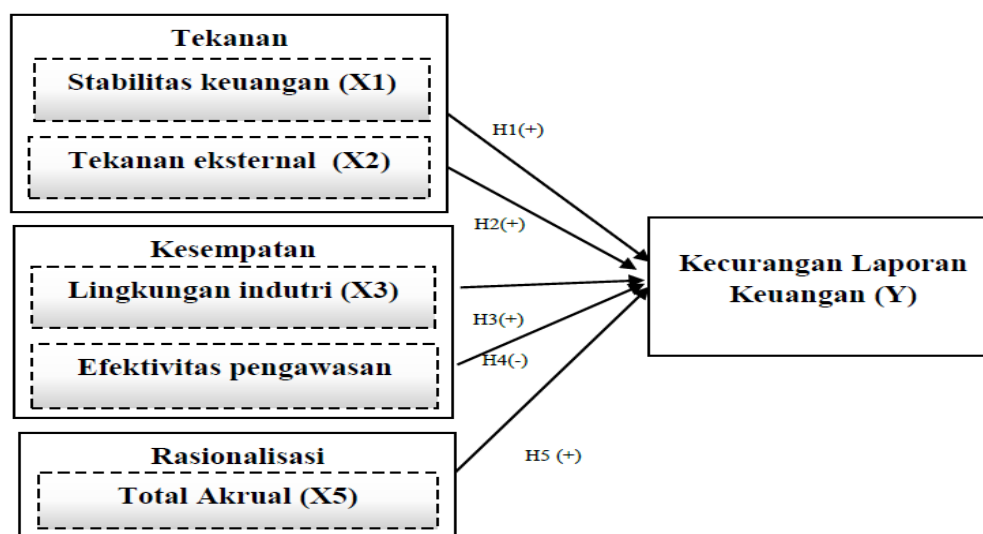 Tekanan
Stabilitas keuangan (X1)
Tekanan eksternal (X2)
Kesempatan
Lingkungan indutri (X3)
Efektivitas pengawasan
Rasionalisasi
Total Akrual (X5)
H1(+)
H2(+)
H3(+)
H4(-)
H5 (+)
Kecurangan Laporan
Keuangan (Y)